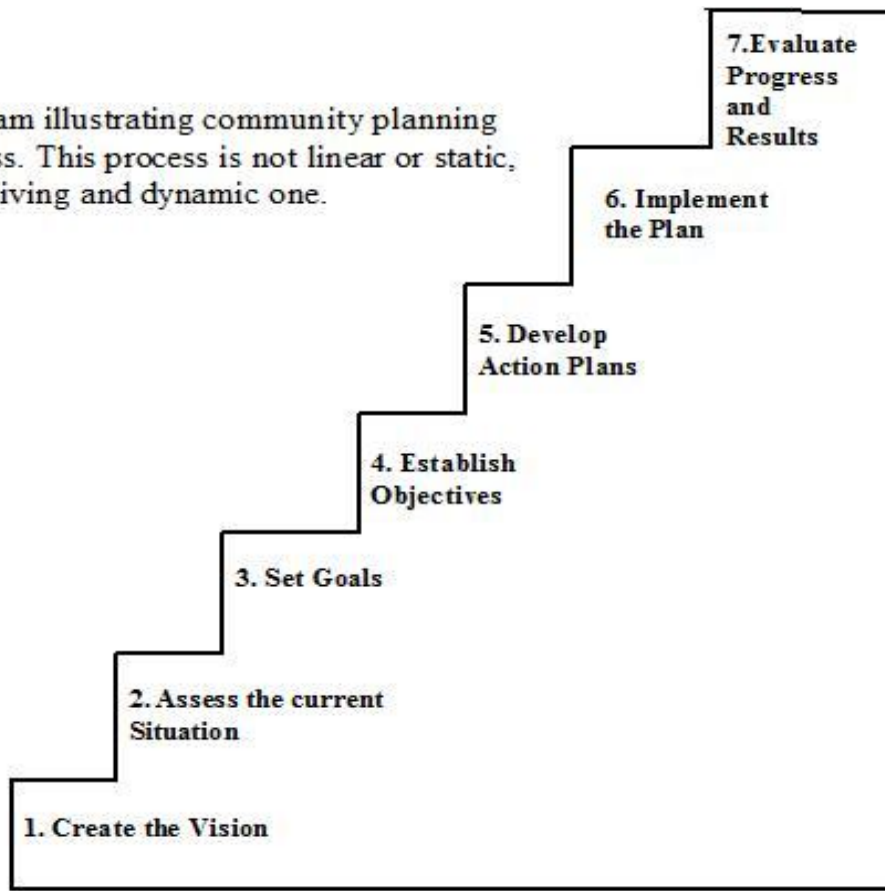 am illustrating community planning
s. This process is not linear or static,
iving and dynamic one.
7.Evaluate
Progress
and
Results
6. Implement
the Plan
5. Develop
Action Plans
4. Establish
Objectives
3. Set Goals
2. Assess the current
Situation
1. Create the Vision